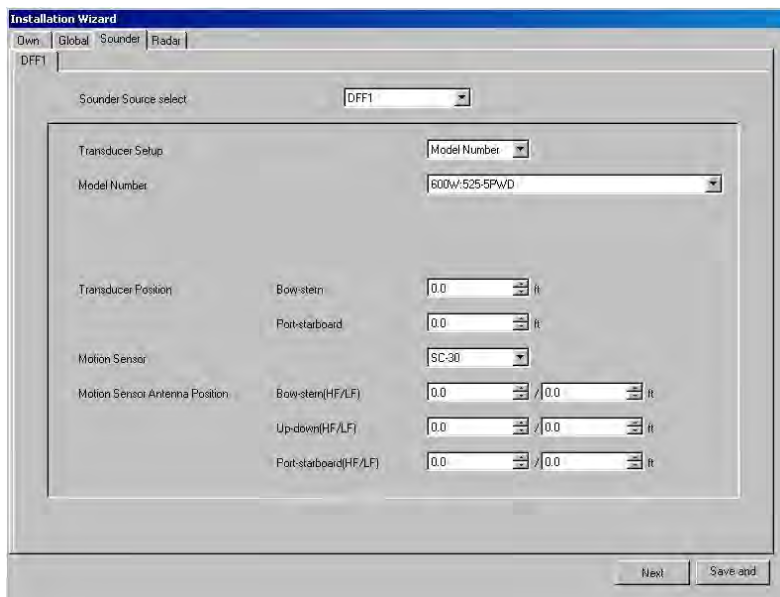 Installation Wizard
Own Global Sounder Radar
DFF1
Sounder Source select DFF1
Transducer Setup Model Number
Model Number 600W:525-5PWD
Transducer Position Bow-stern 0.0 ft
Port-starboard 0.0 ft
Motion Sensor SC-30
Motion Sensor Antenna Position Bow-stern(HF/LF) 0.0 / 0.0 ft
Up-down(HF/LF) 0.0 / 0.0 ft
Port-starboard(HF/LF) 0.0 / 0.0 ft
Next Save and